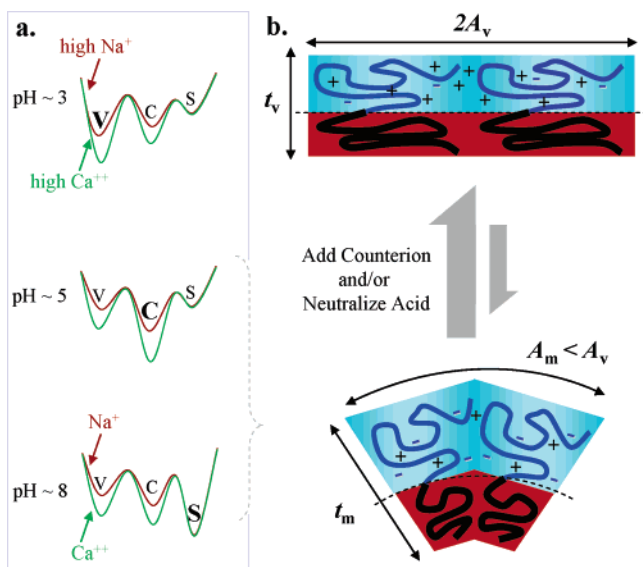 a.
high Na⁺
pH ~ 3
V
C
S
high Ca⁺⁺
pH ~ 5
V
C
S
Na⁺
pH ~ 8
V
C
S
Ca⁺⁺
b.
2Aᵥ
tᵥ
+ + + + + + + + +
- - - -
Add Counterion
and/or
Neutralize Acid
Aₘ < Aᵥ
tₘ
- + - - - -
+ + - + -